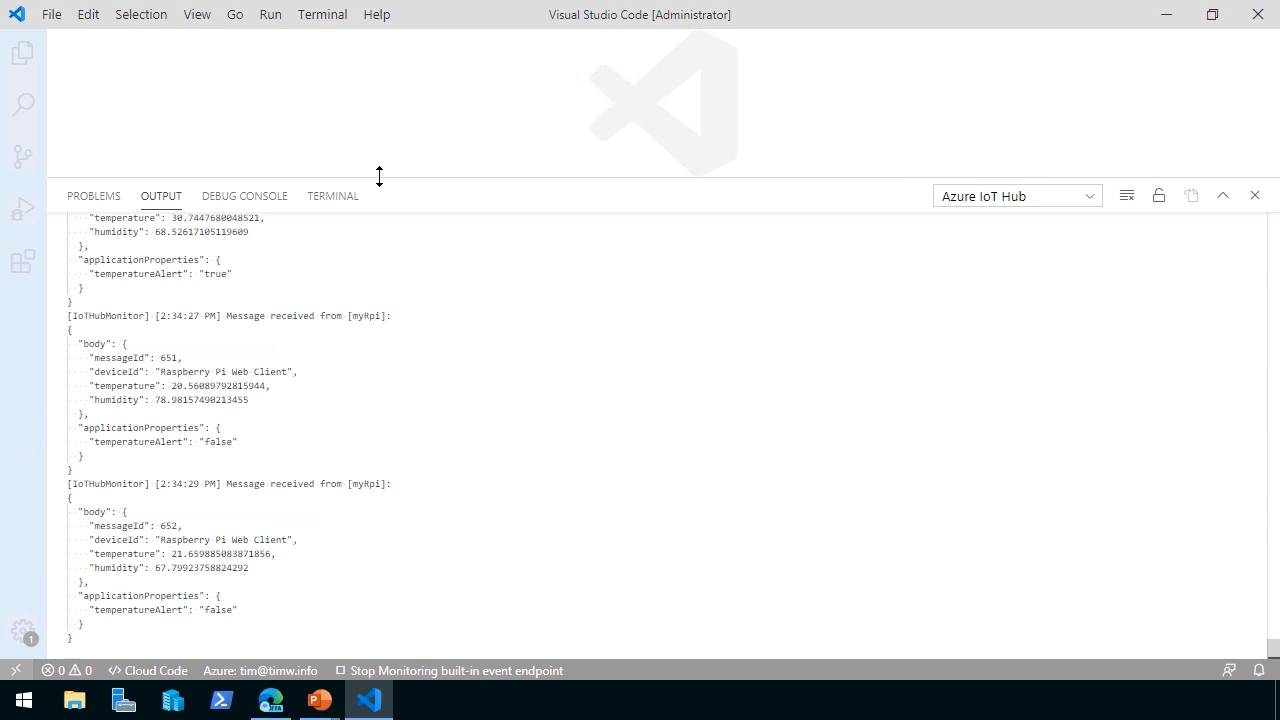 File Edit Selection View Go Run Terminal Help Visual Studio Code [Administrator]
PROBLEMS OUTPUT DEBUG CONSOLE TERMINAL Azure IoT Hub
"temperature": 30.7447680048521,
"humidity": 68.52617105119609
},
"applicationProperties": {
"temperatureAlert": "true"
}
}
[IoTHubMonitor] [2:34:27 PM] Message received from [myRpi]:
{
"body": {
"messageId": 651,
"deviceId": "Raspberry Pi Web Client",
"temperature": 20.56089792815944,
"humidity": 78.98157490213455
},
"applicationProperties": {
"temperatureAlert": "false"
}
}
[IoTHubMonitor] [2:34:29 PM] Message received from [myRpi]:
{
"body": {
"messageId": 652,
"deviceId": "Raspberry Pi Web Client",
"temperature": 21.659885083871856,
"humidity": 67.79923758824292
},
"applicationProperties": {
"temperatureAlert": "false"
}
}
1
0 0 Cloud Code Azure: tim@timw.info Stop Monitoring built-in event endpoint